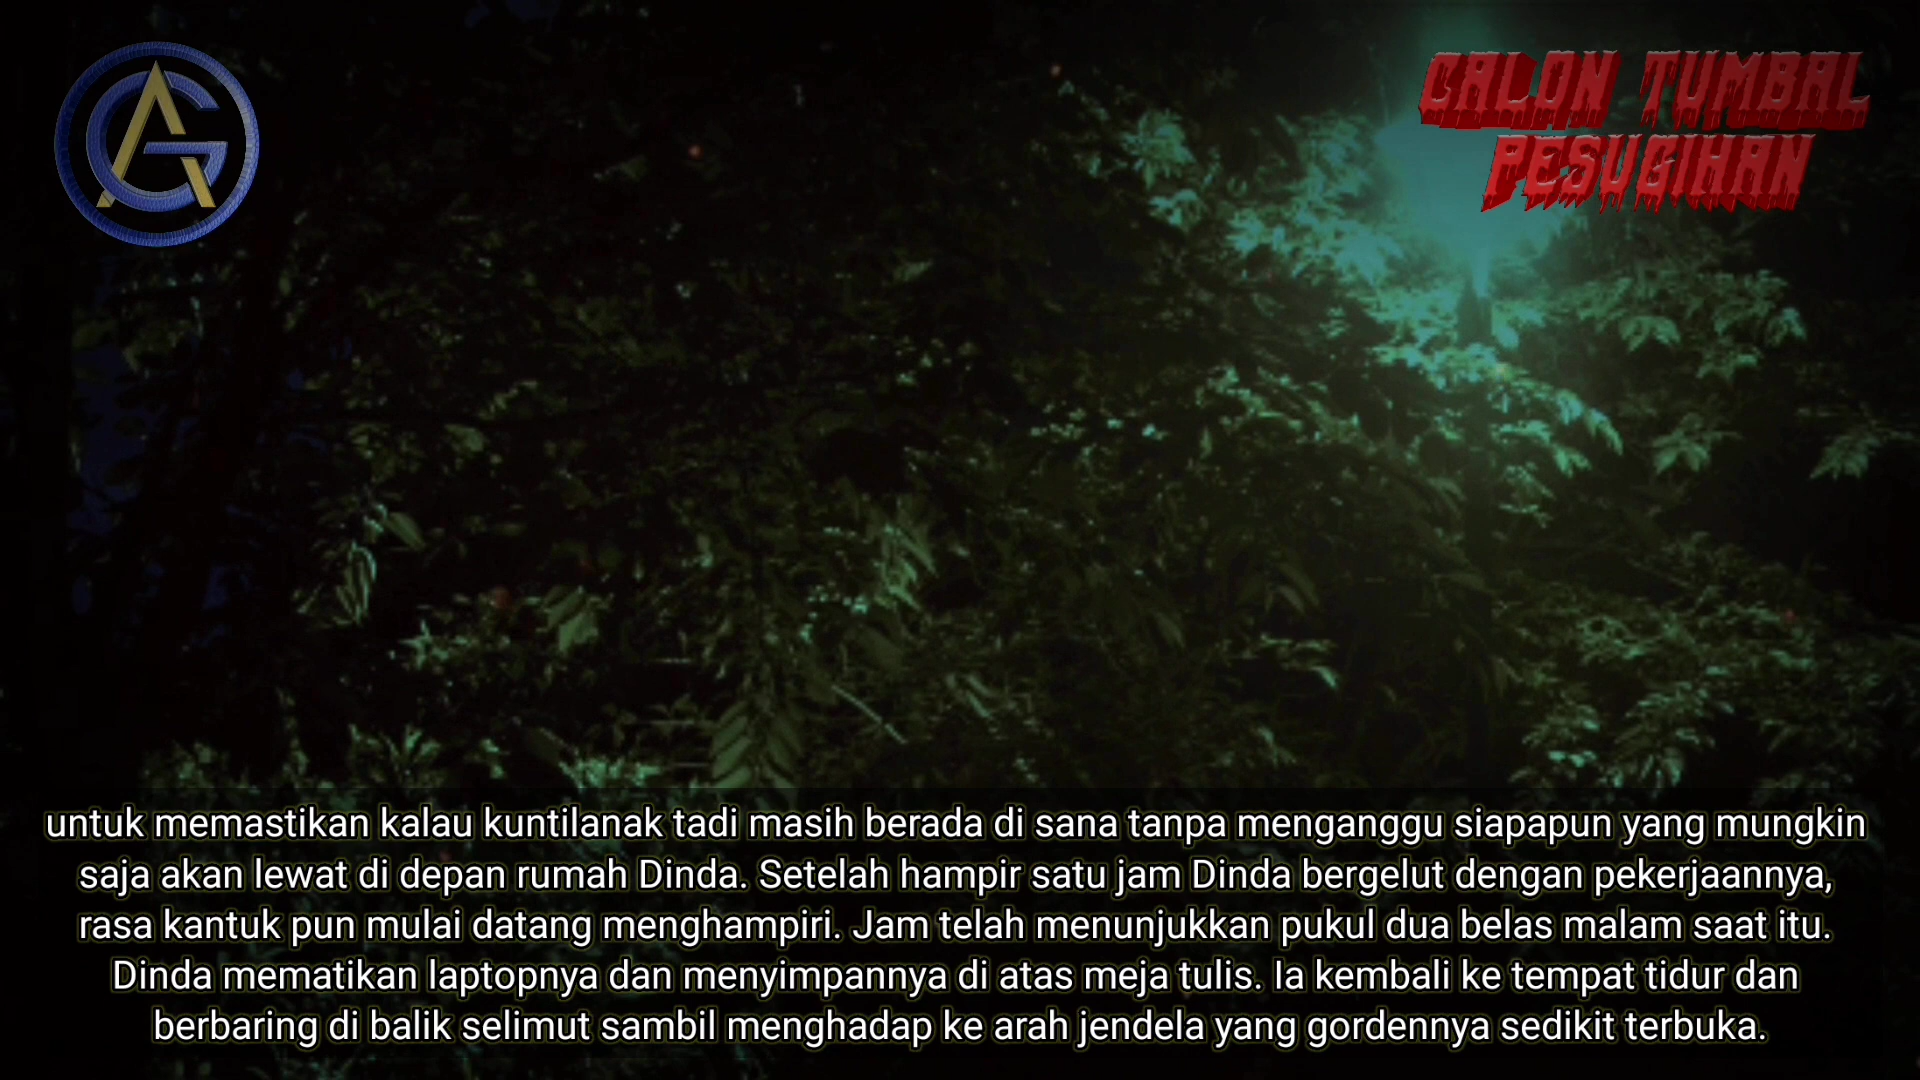 CALON TUMBAL
PESUGIHAN
untuk memastikan kalau kuntilanak tadi masih berada di sana tanpa menganggu siapapun yang mungkin
saja akan lewat di depan rumah Dinda. Setelah hampir satu jam Dinda bergelut dengan pekerjaannya,
rasa kantuk pun mulai datang menghampiri. Jam telah menunjukkan pukul dua belas malam saat itu.
Dinda mematikan laptopnya dan menyimpannya di atas meja tulis. Ia kembali ke tempat tidur dan
berbaring di balik selimut sambil menghadap ke arah jendela yang gordennya sedikit terbuka.